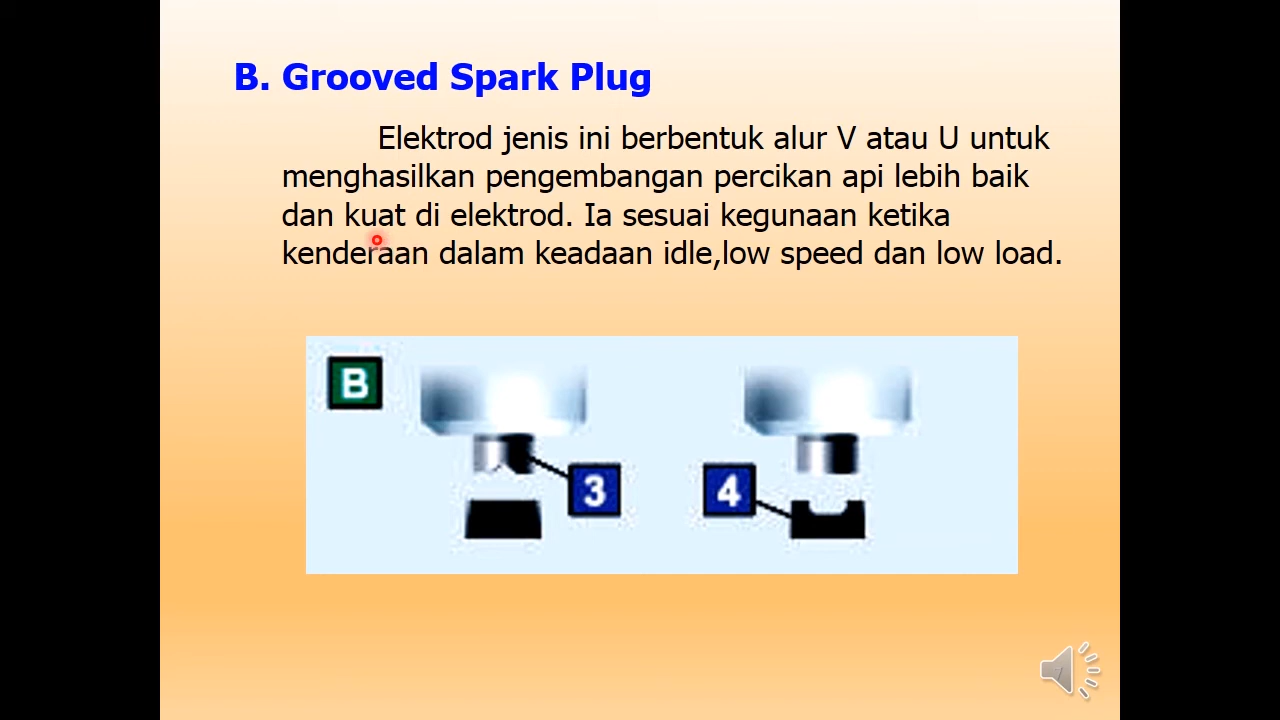 B. Grooved Spark Plug
Elektrod jenis ini berbentuk alur V atau U untuk
menghasilkan pengembangan percikan api lebih baik
dan kuat di elektrod. Ia sesuai kegunaan ketika
kenderaan dalam keadaan idle,low speed dan low load.
B
3
4